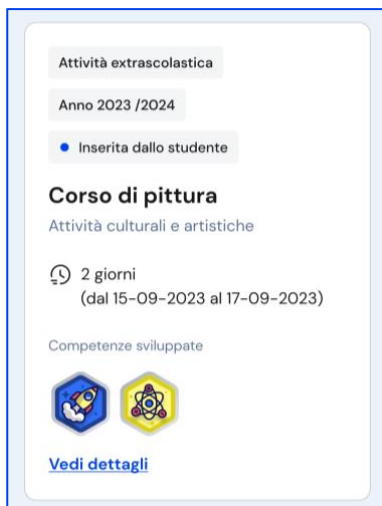 Attività extrascolastica
Anno 2023 /2024
Inserita dallo studente
Corso di pittura
Attività culturali e artistiche
2 giorni
(dal 15-09-2023 al 17-09-2023)
Competenze sviluppate
Vedi dettagli